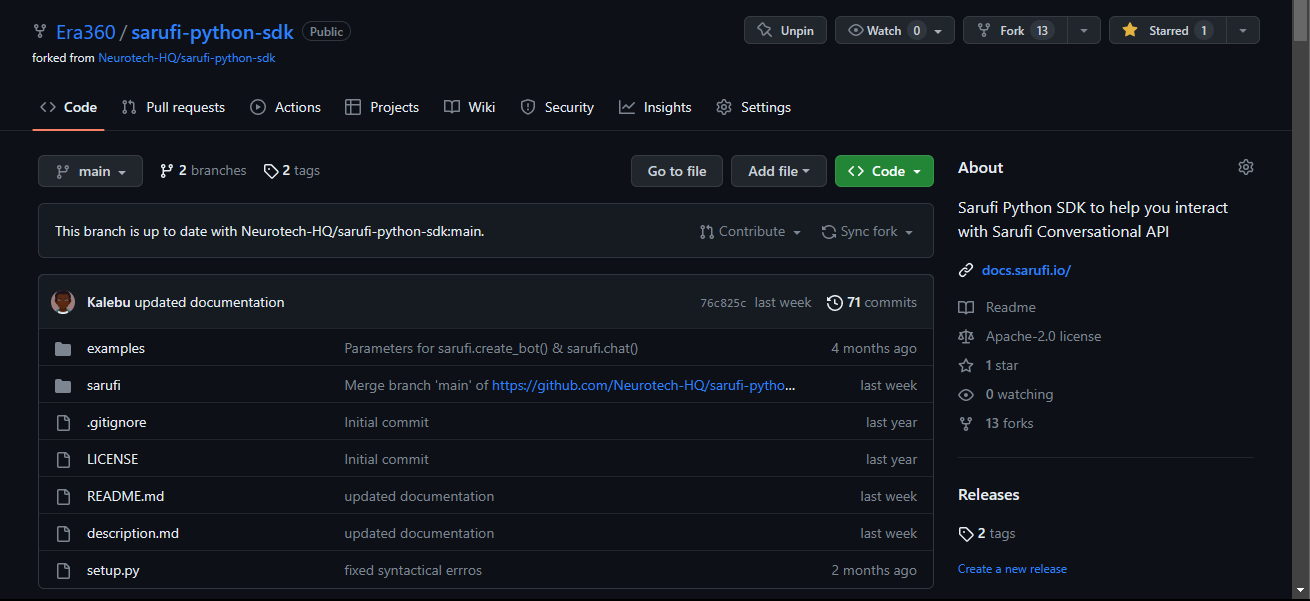 Era360 / sarufi-python-sdk Public
Unpin Watch 0 Fork 13 Starred 1
forked from Neurotech-HQ/sarufi-python-sdk
Code Pull requests Actions Projects Wiki Security Insights Settings
main 2 branches 2 tags Go to file Add file Code
This branch is up to date with Neurotech-HQ/sarufi-python-sdk:main. Contribute Sync fork
Kalebu updated documentation 76c825c last week 71 commits
examples Parameters for sarufi.create_bot() & sarufi.chat() 4 months ago
sarufi Merge branch 'main' of https://github.com/Neurotech-HQ/sarufi-pytho... last week
.gitignore Initial commit last year
LICENSE Initial commit last year
README.md updated documentation last week
description.md updated documentation last week
setup.py fixed syntactical errros 2 months ago
About
Sarufi Python SDK to help you interact
with Sarufi Conversational API
docs.sarufi.io/
Readme
Apache-2.0 license
1 star
0 watching
13 forks
Releases
2 tags
Create a new release